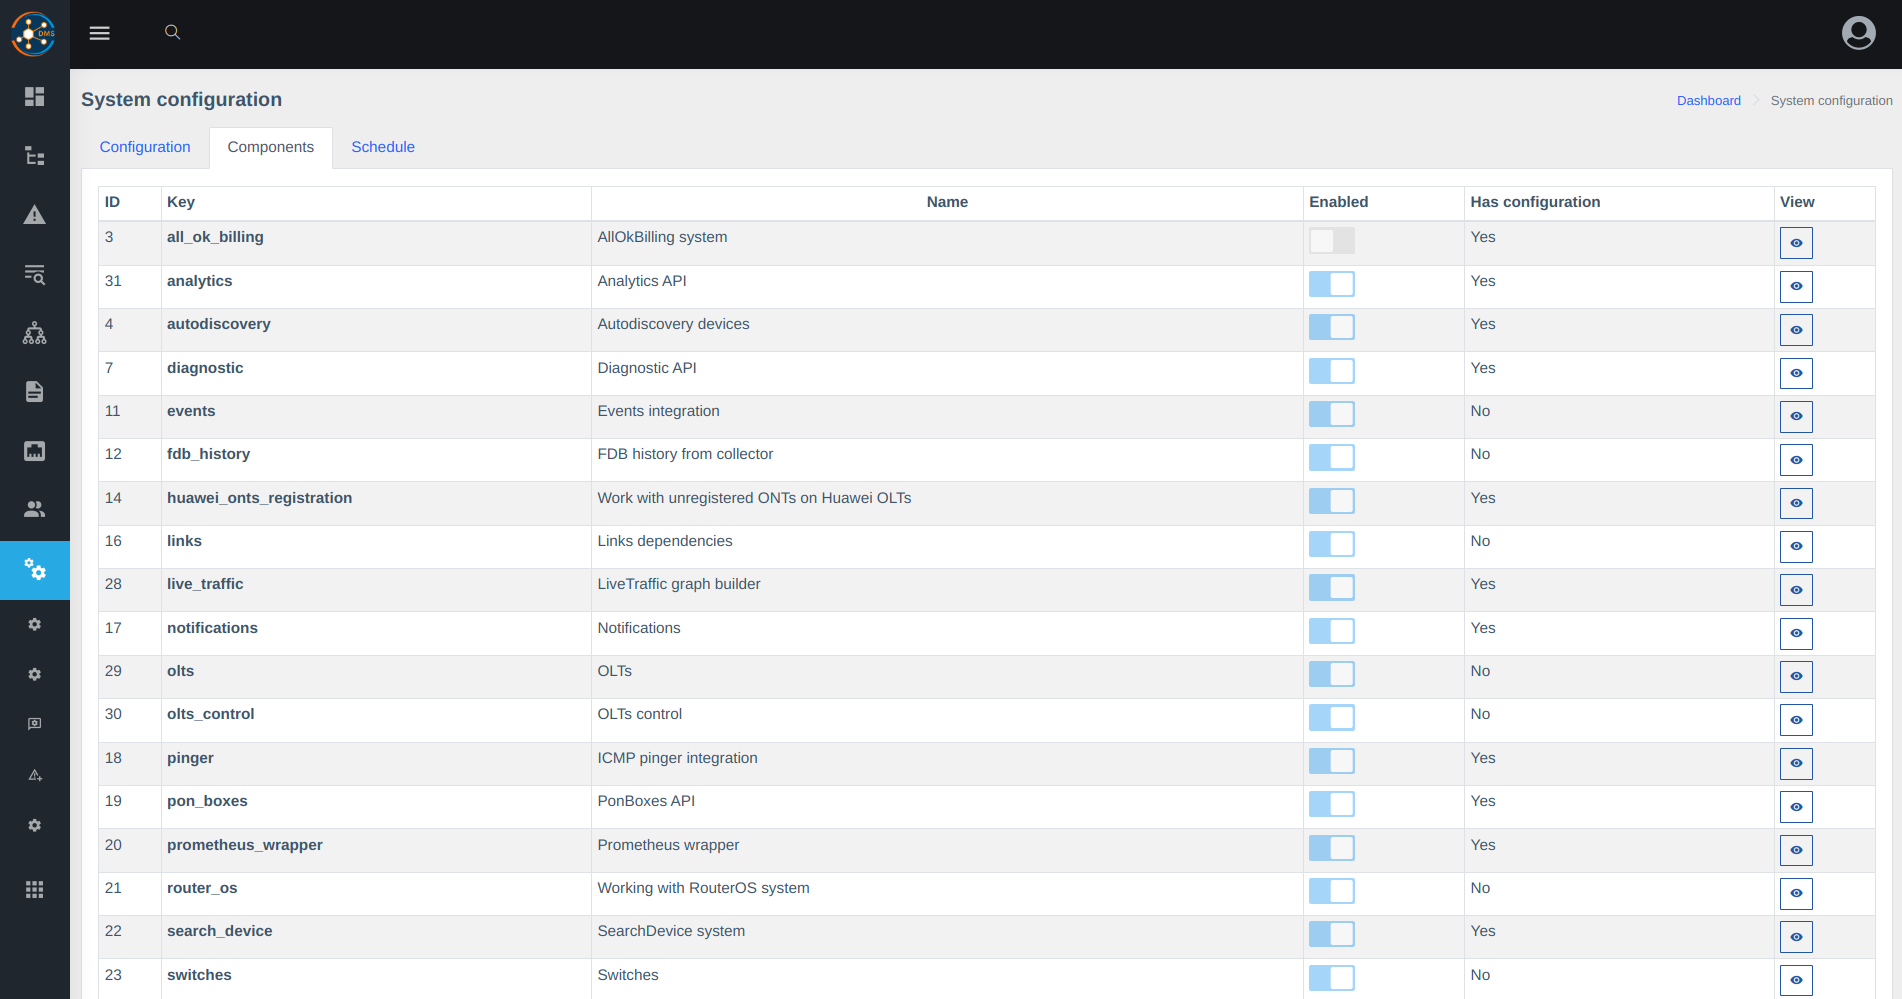 DMS
System configuration
Dashboard System configuration
Configuration Components Schedule
ID Key Name Enabled Has configuration View
3 all_ok_billing AllOkBilling system Yes
31 analytics Analytics API Yes
4 autodiscovery Autodiscovery devices Yes
7 diagnostic Diagnostic API Yes
11 events Events integration No
12 fdb_history FDB history from collector No
14 huawei_onts_registration Work with unregistered ONTs on Huawei OLTs Yes
16 links Links dependencies No
28 live_traffic LiveTraffic graph builder Yes
17 notifications Notifications Yes
29 olts OLTs No
30 olts_control OLTs control No
18 pinger ICMP pinger integration Yes
19 pon_boxes PonBoxes API Yes
20 prometheus_wrapper Prometheus wrapper Yes
21 router_os Working with RouterOS system No
22 search_device SearchDevice system Yes
23 switches Switches No